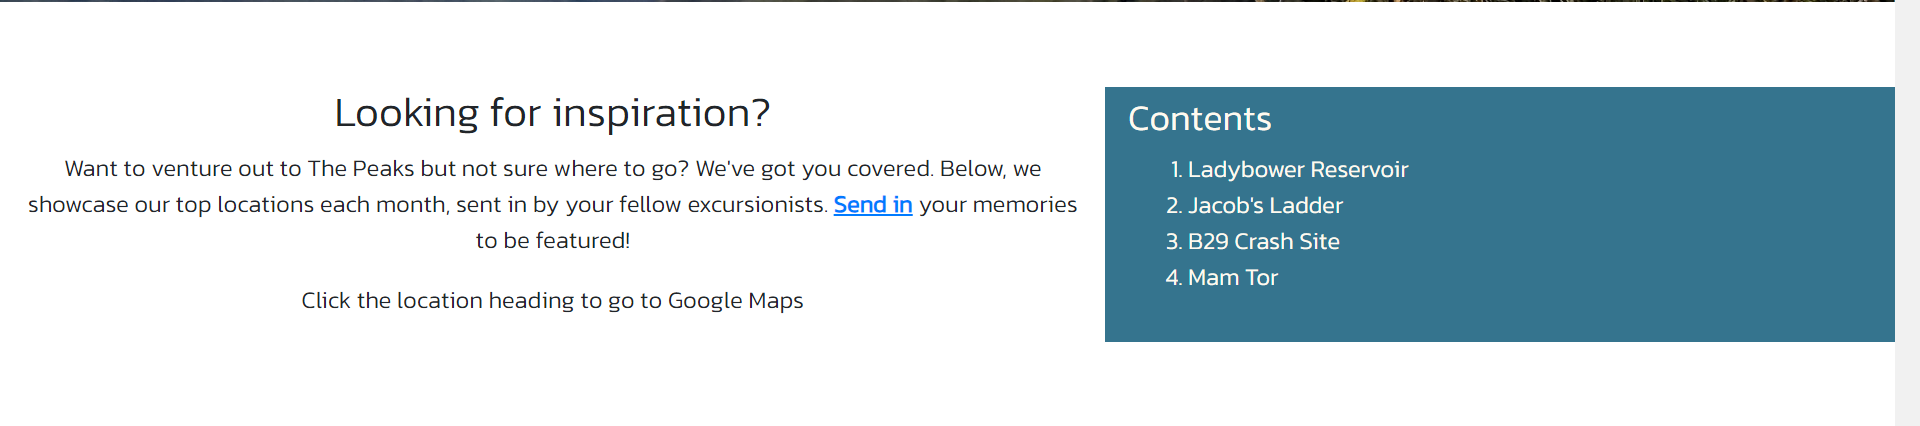 Looking for inspiration?
Want to venture out to The Peaks but not sure where to go? We've got you covered. Below, we
showcase our top locations each month, sent in by your fellow excursionists. Send in your memories
to be featured!
Click the location heading to go to Google Maps
Contents
1. Ladybower Reservoir
2. Jacob's Ladder
3. B29 Crash Site
4. Mam Tor